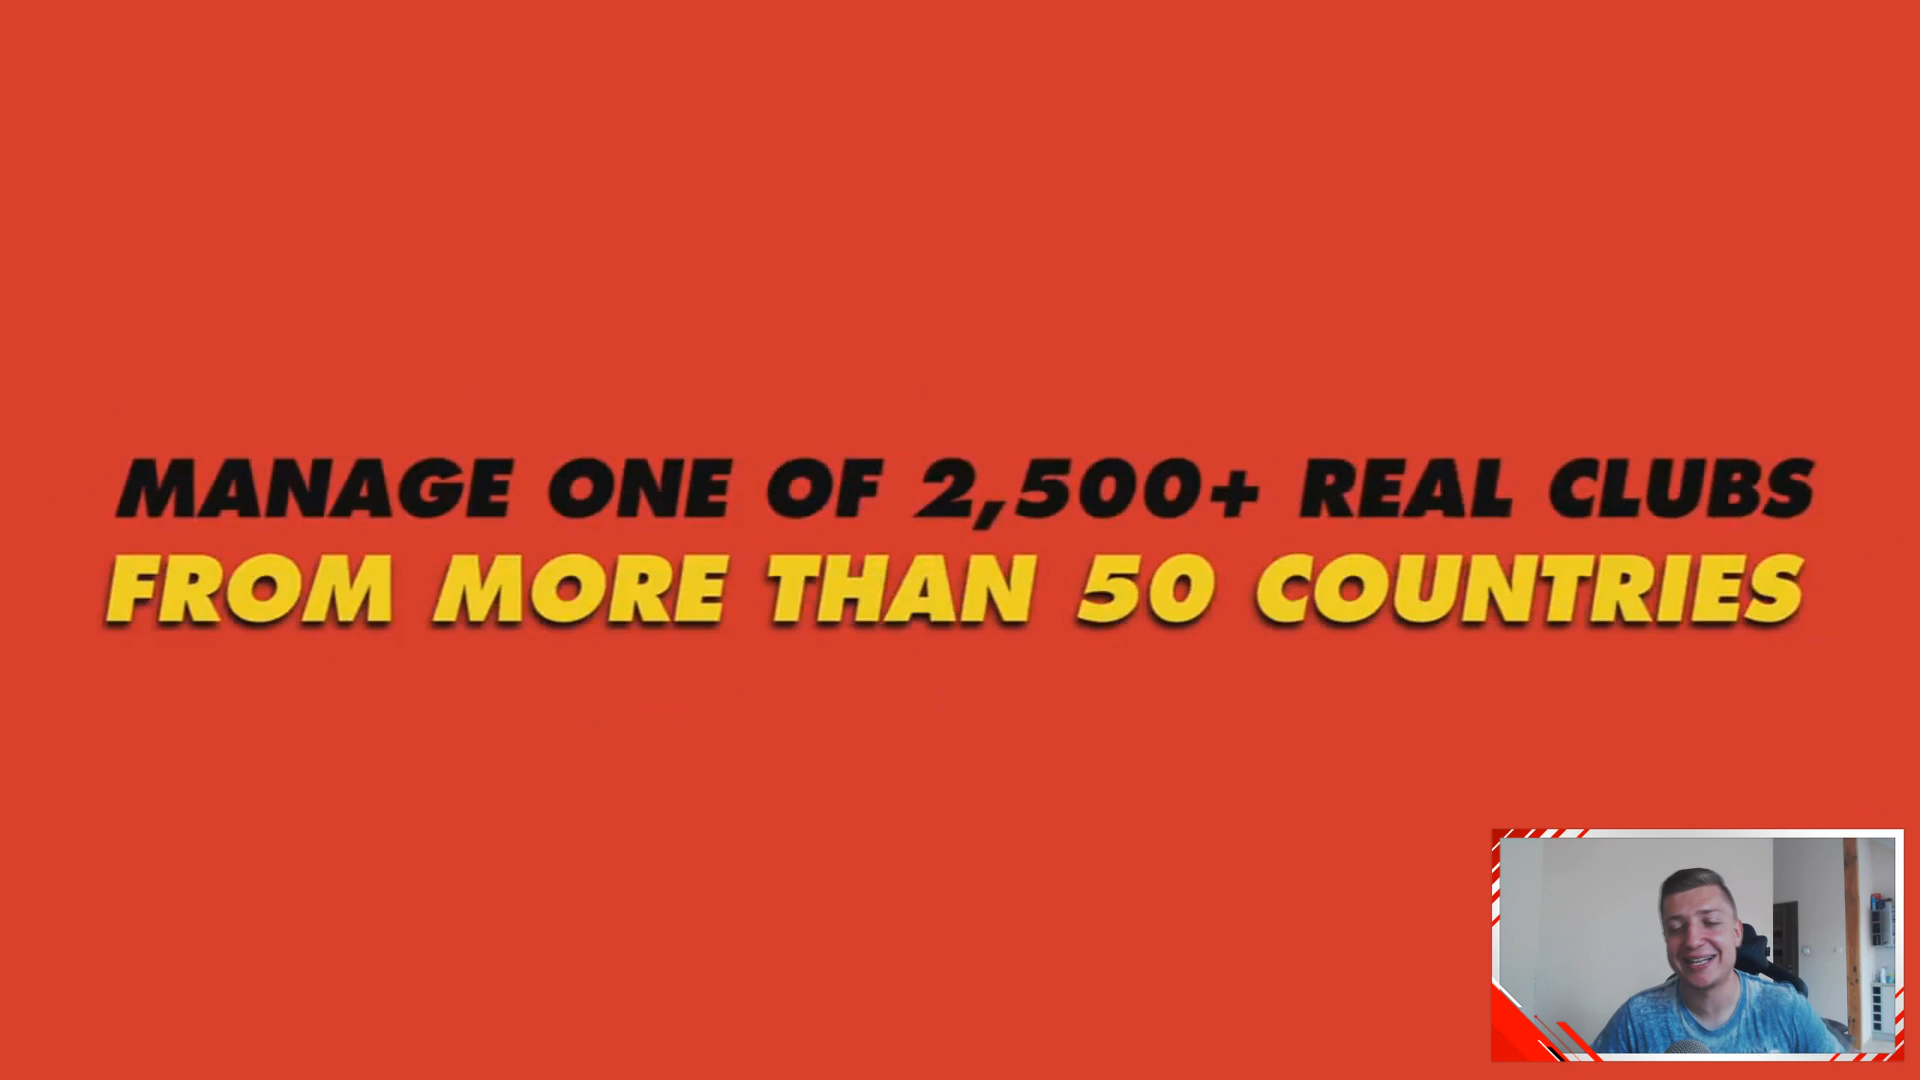 MANAGE ONE OF 2,500+ REAL CLUBS
FROM MORE THAN 50 COUNTRIES